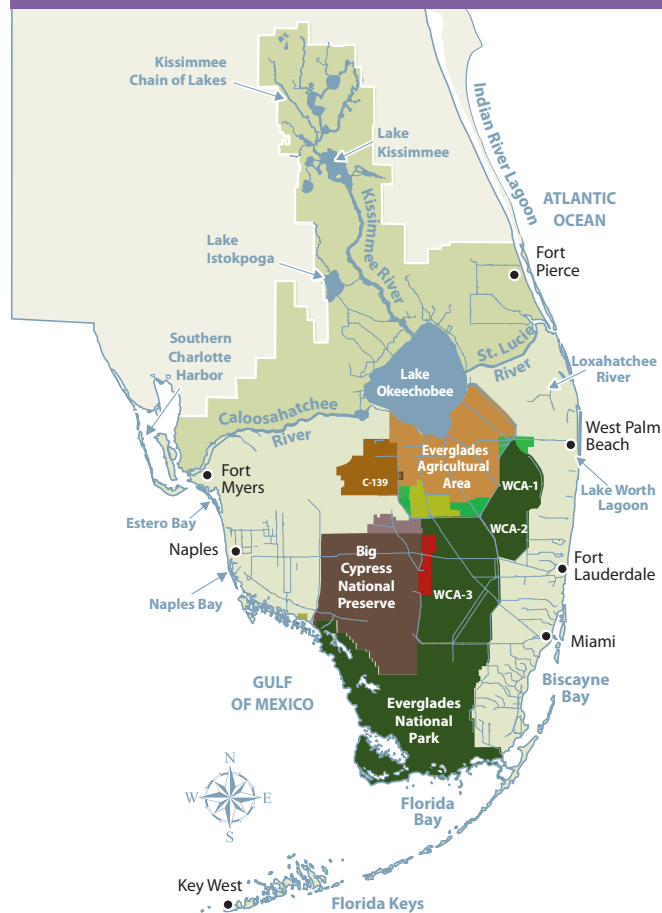 Kissimmee
Chain of Lakes
Lake
Kissimmee
Indian River Lagoon
ATLANTIC
OCEAN
Kissimmee River
Lake
Istokpoga
Fort
Pierce
Southern
Charlotte
Harbor
St. Lucie
River
Lake
Okeechobee
Loxahatchee
River
Caloosahatchee
River
West Palm
Beach
Everglades
Agricultural
Area
Fort
Myers
C-139
WCA-1
Lake Worth
Lagoon
Estero Bay
WCA-2
Naples
Big
Cypress
National
Preserve
Fort
Lauderdale
Naples Bay
WCA-3
Miami
GULF
OF MEXICO
Biscayne
Bay
Everglades
National
Park
N
W
E
S
Florida
Bay
Key West
Florida Keys